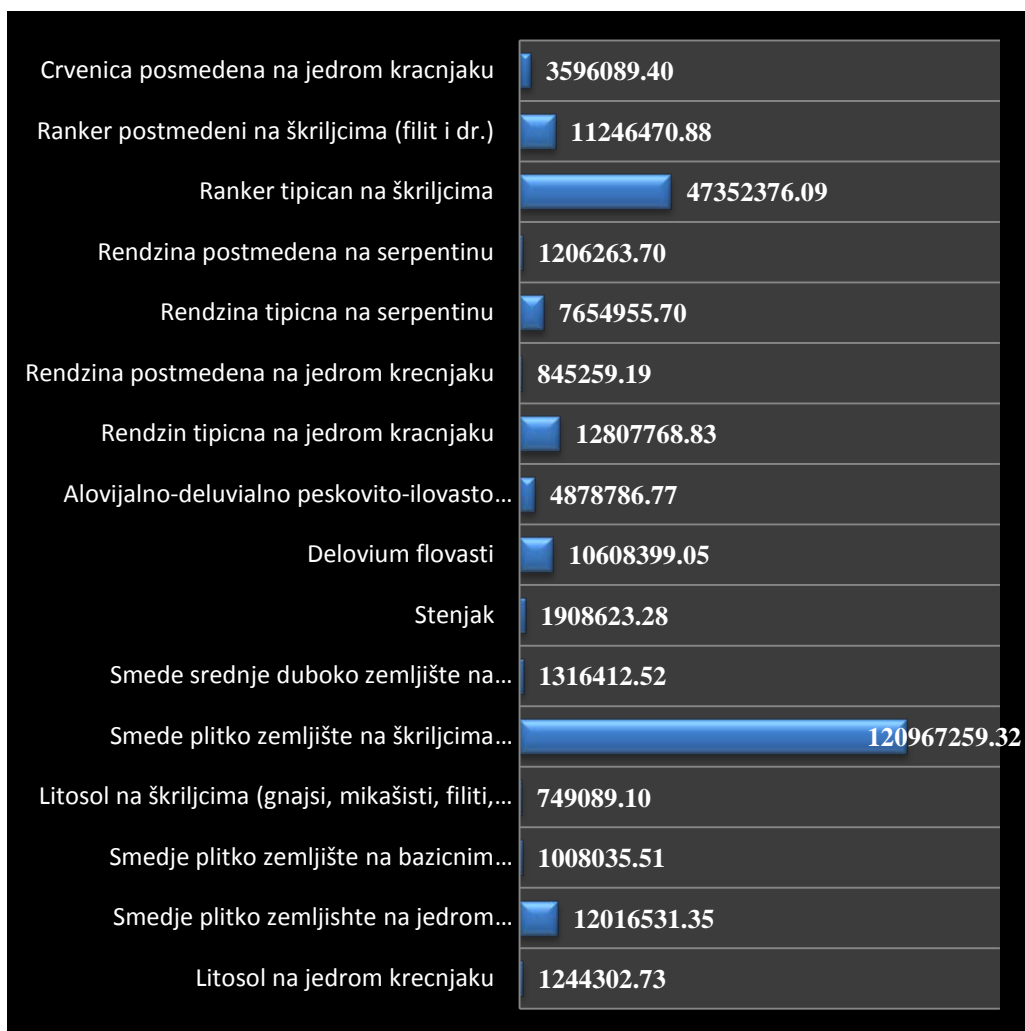 Crvenica posmedena na jedrom kracnjaku 3596089.40
Ranker postmedeni na škriljcima (filit i dr.) 11246470.88
Ranker tipican na škriljcima 47352376.09
Rendzina postmedena na serpentinu 1206263.70
Rendzina tipicna na serpentinu 7654955.70
Rendzina postmedena na jedrom krecnjaku 845259.19
Rendzin tipicna na jedrom kracnjaku 12807768.83
Alovijalno-deluvialno peskovito-ilovasto... 4878786.77
Delovium flovasti 10608399.05
Stenjak 1908623.28
Smede srednje duboko zemljište na... 1316412.52
Smede plitko zemljište na škriljcima... 120967259.32
Litosol na škriljcima (gnajsi, mikašisti, filiti,... 749089.10
Smedje plitko zemljište na bazicnim... 1008035.51
Smedje plitko zemljishte na jedrom... 12016531.35
Litosol na jedrom krecnjaku 1244302.73